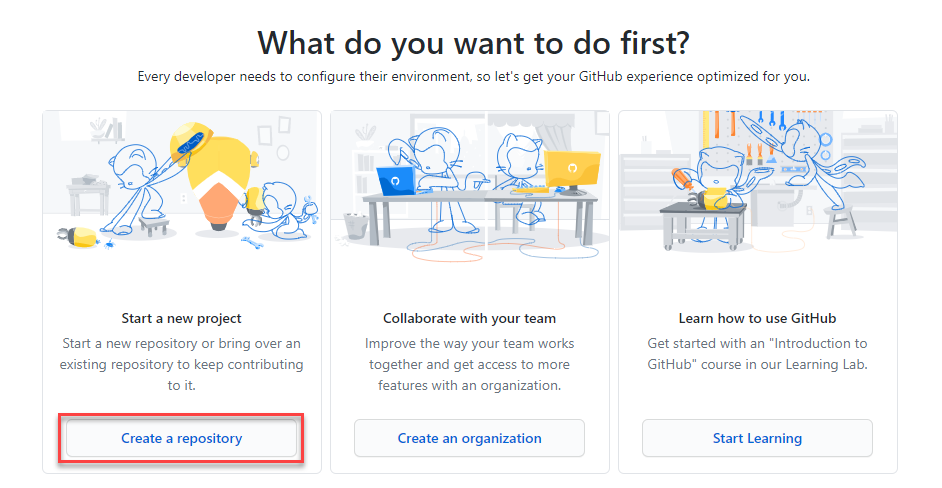 What do you want to do first?
Every developer needs to configure their environment, so let's get your GitHub experience optimized for you.
Start a new project
Start a new repository or bring over an
existing repository to keep contributing
to it.
Create a repository
Collaborate with your team
Improve the way your team works
together and get access to more
features with an organization.
Create an organization
Learn how to use GitHub
Get started with an "Introduction to
GitHub" course in our Learning Lab.
Start Learning